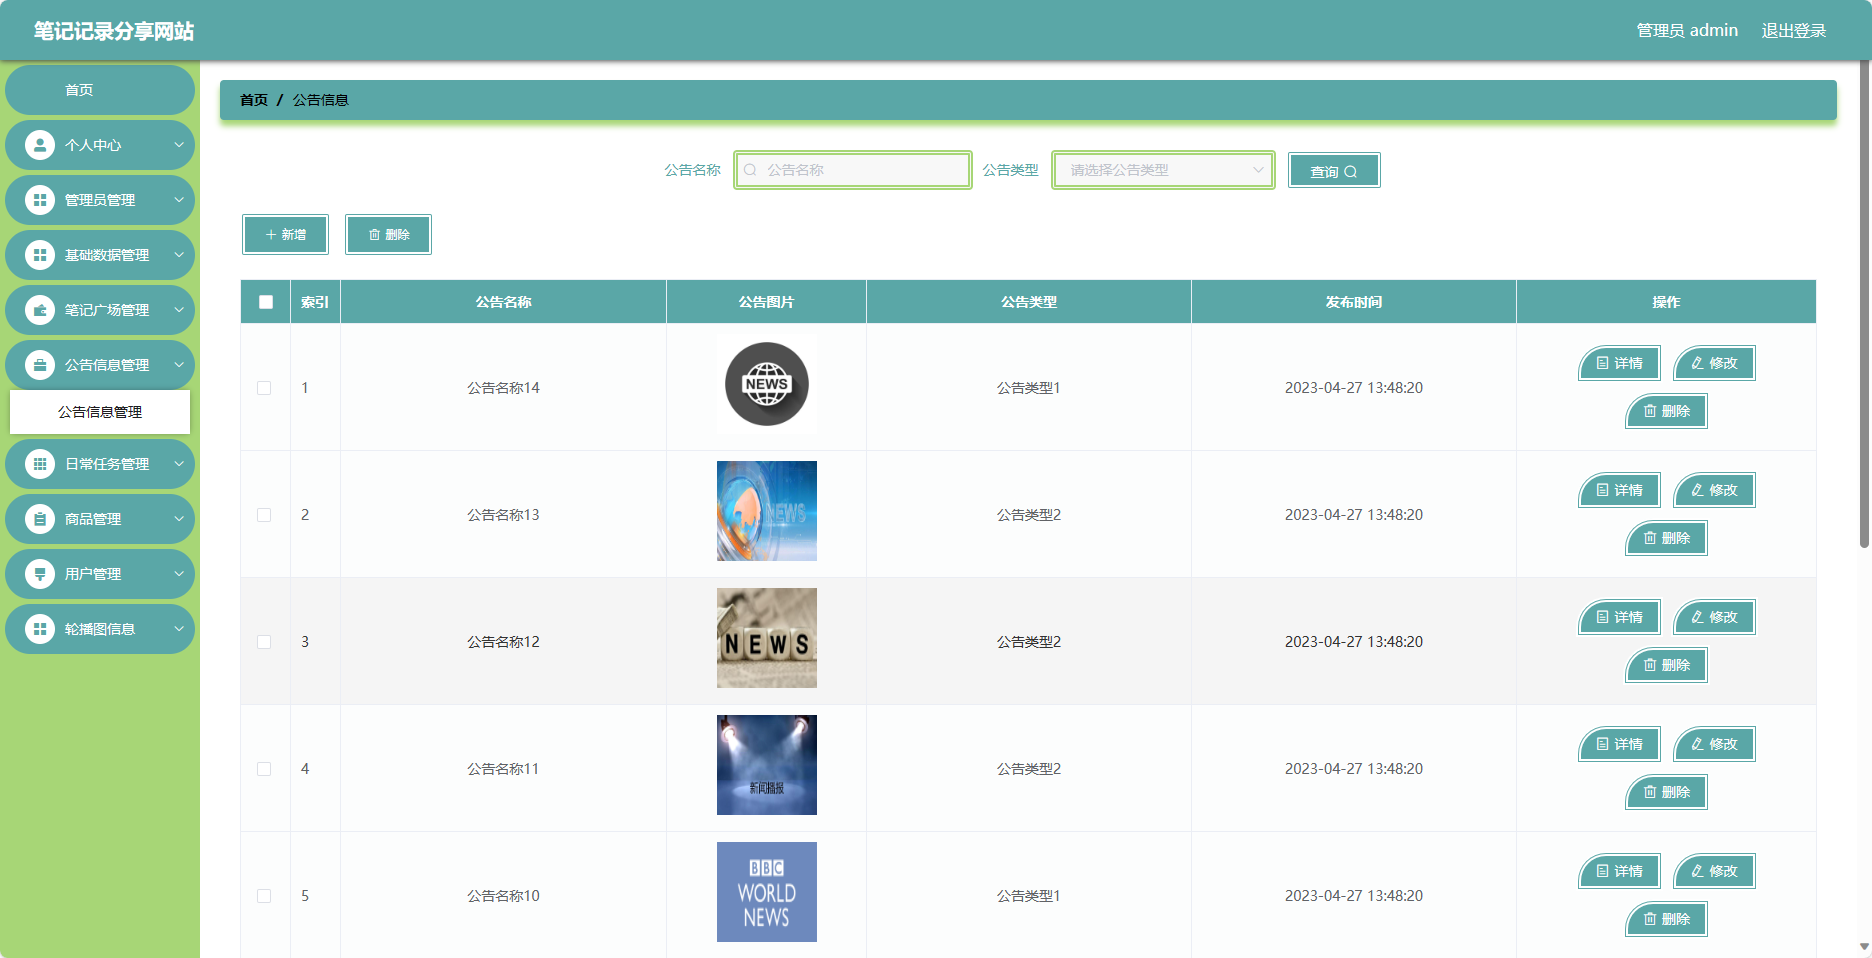 笔记记录分享网站
管理员 admin 退出登录
首页
个人中心
管理员管理
基础数据管理
笔记广场管理
公告信息管理
公告信息管理
日常任务管理
商品管理
用户管理
轮播图信息
首页 / 公告信息
公告名称 公告名称 公告类型 请选择公告类型 查询
新增 删除
索引 公告名称 公告图片 公告类型 发布时间 操作
1 公告名称14 NEWS 公告类型1 2023-04-27 13:48:20 详情 修改
删除
2 公告名称13 NEWS 公告类型2 2023-04-27 13:48:20 详情 修改
删除
3 公告名称12 NEWS 公告类型2 2023-04-27 13:48:20 详情 修改
删除
4 公告名称11 新闻播报 公告类型2 2023-04-27 13:48:20 详情 修改
删除
5 公告名称10 BBC WORLD NEWS 公告类型1 2023-04-27 13:48:20 详情 修改
删除